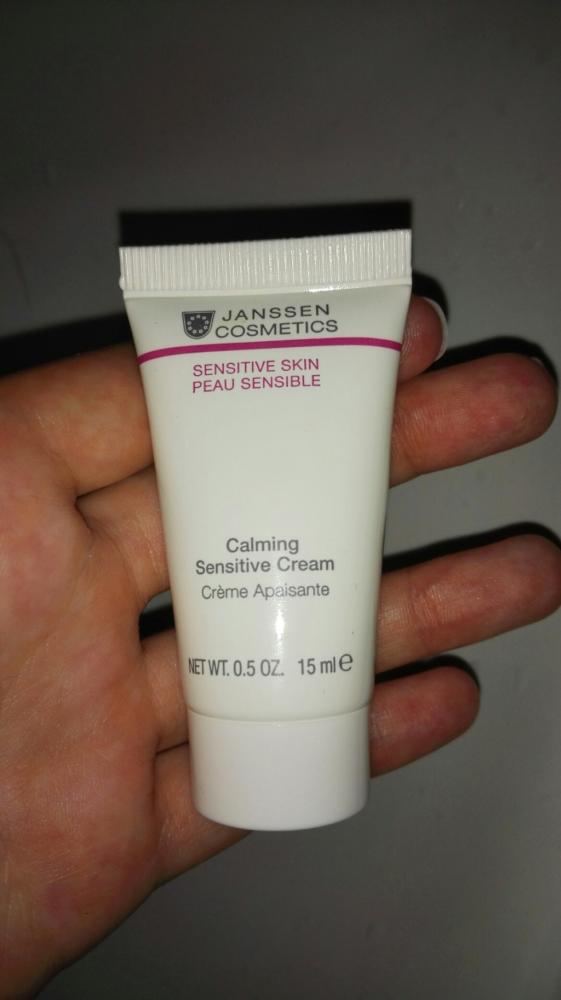 JANSSEN
COSMETICS
SENSITIVE SKIN
PEAU SENSIBLE
Calming
Sensitive Cream
Crème Apaisante
NET WT. 0.5 OZ. 15 ml ℮